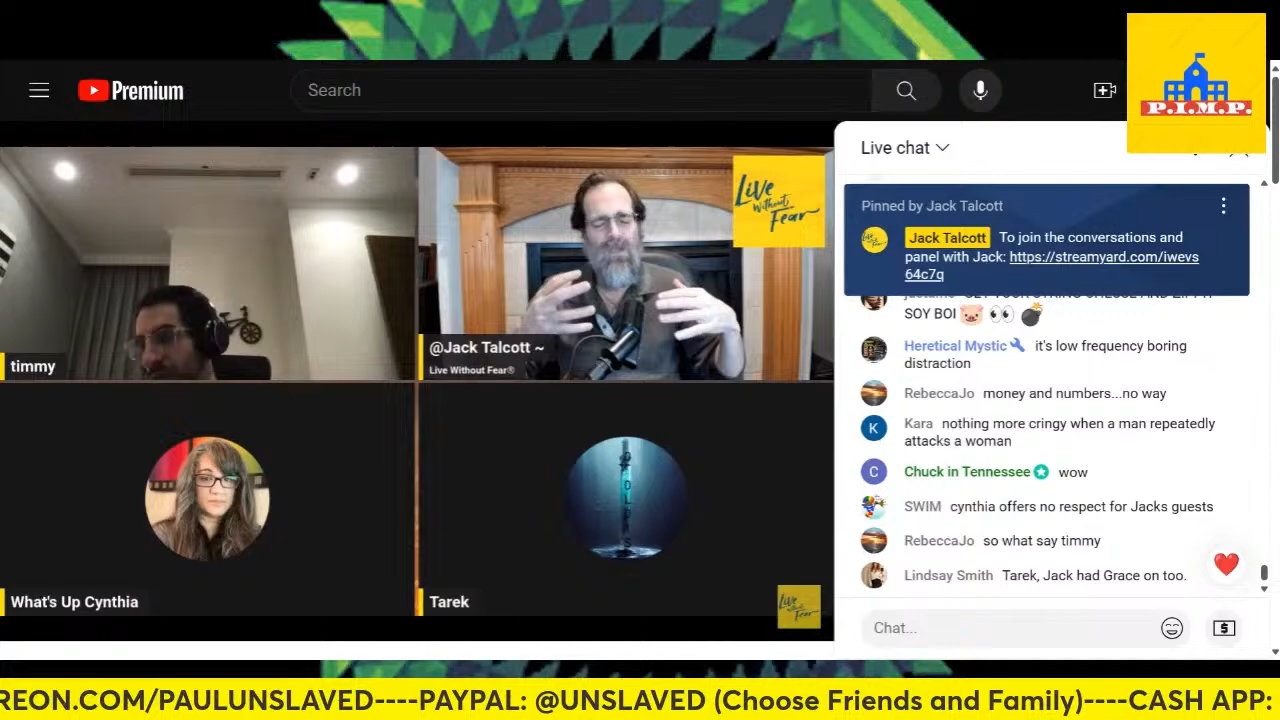 Premium
Search
P.I.M.P.
Live chat
Live
Without
Fear
Pinned by Jack Talcott
Jack Talcott To join the conversations and
panel with Jack: https://streamyard.com/iwevs
64c7q
SOY BOI 🐷 👀 💣
Heretical Mystic it's low frequency boring
distraction
RebeccaJo money and numbers...no way
Kara nothing more cringy when a man repeatedly
attacks a woman
Chuck in Tennessee wow
SWIM cynthia offers no respect for Jacks guests
RebeccaJo so what say timmy
Lindsay Smith Tarek, Jack had Grace on too.
Chat...
timmy
@Jack Talcott ~
Live Without Fear®
What's Up Cynthia
Tarek
K
C
REON.COM/PAULUNSLAVED----PAYPAL: @UNSLAVED (Choose Friends and Family)----CASH APP: